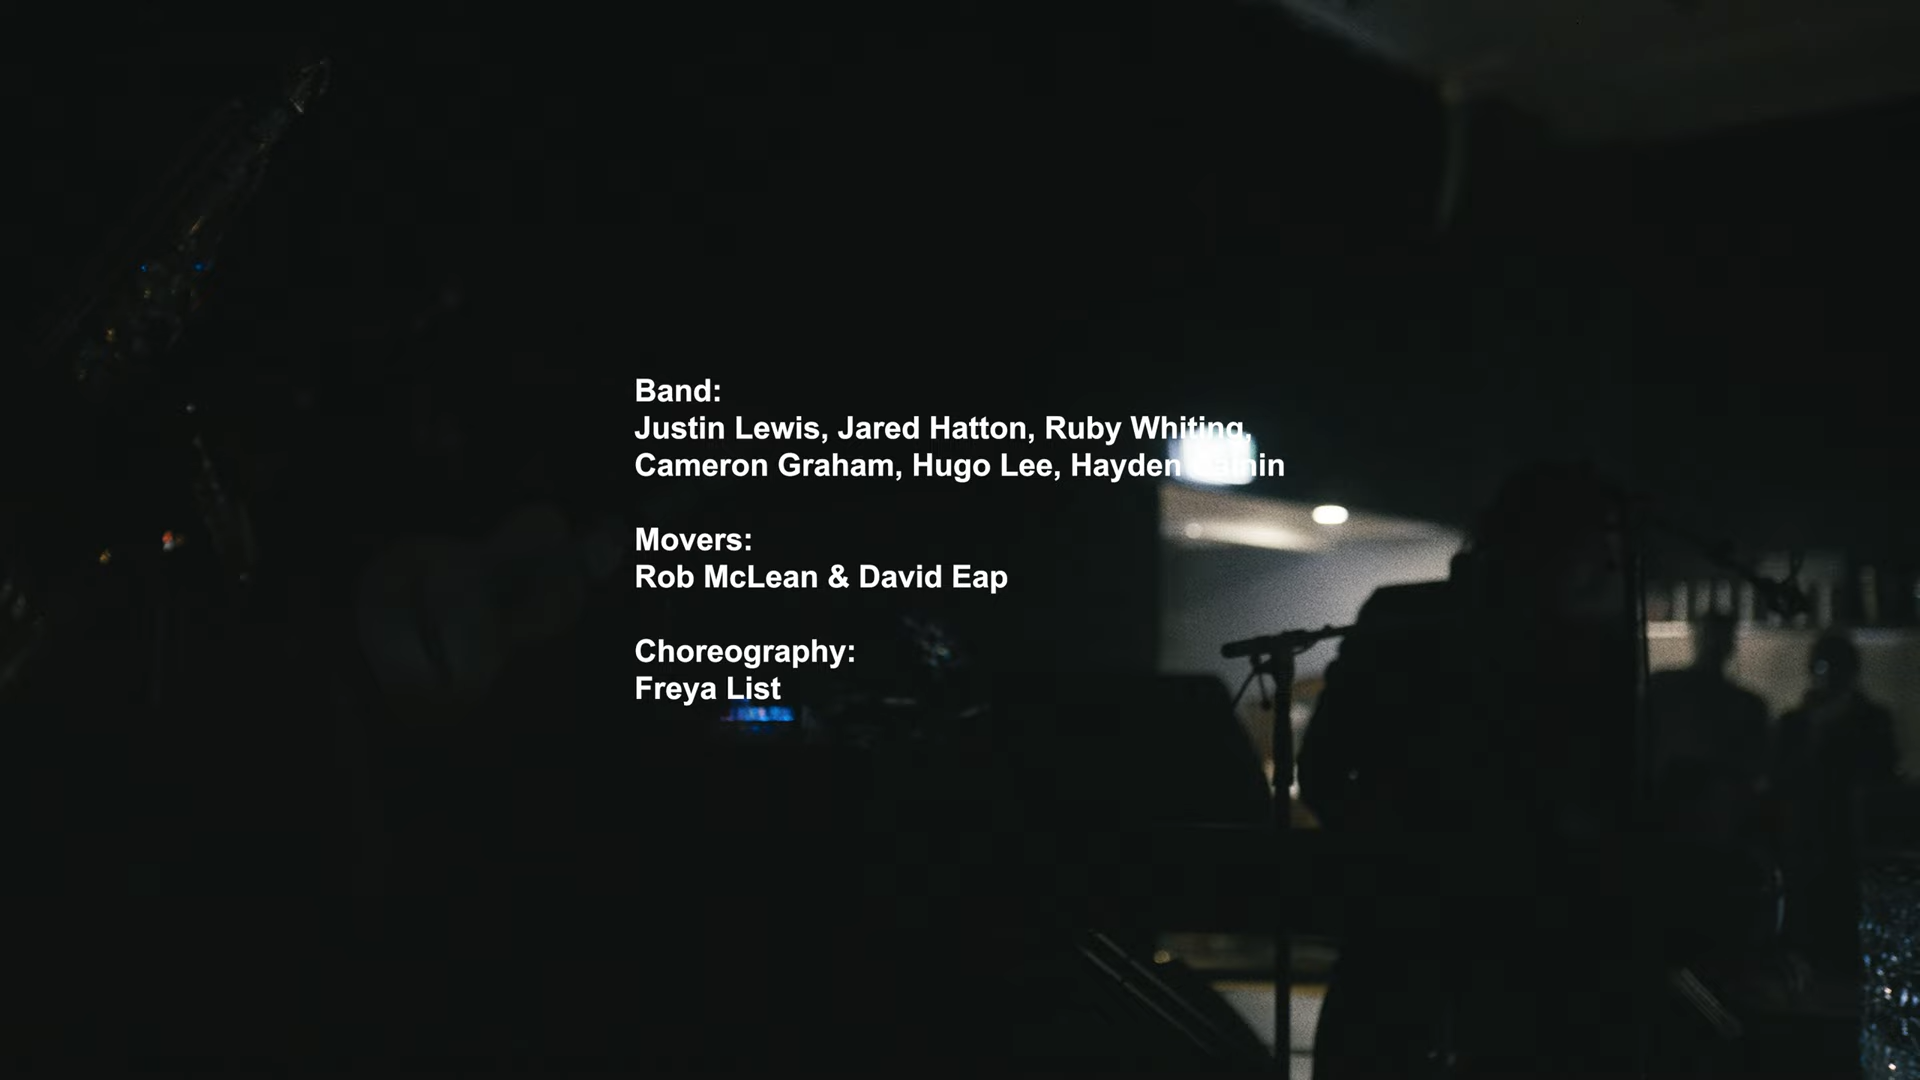 Band:
Justin Lewis, Jared Hatton, Ruby Whiting,
Cameron Graham, Hugo Lee, Hayden
Movers:
Rob McLean & David Eap
Choreography:
Freya List